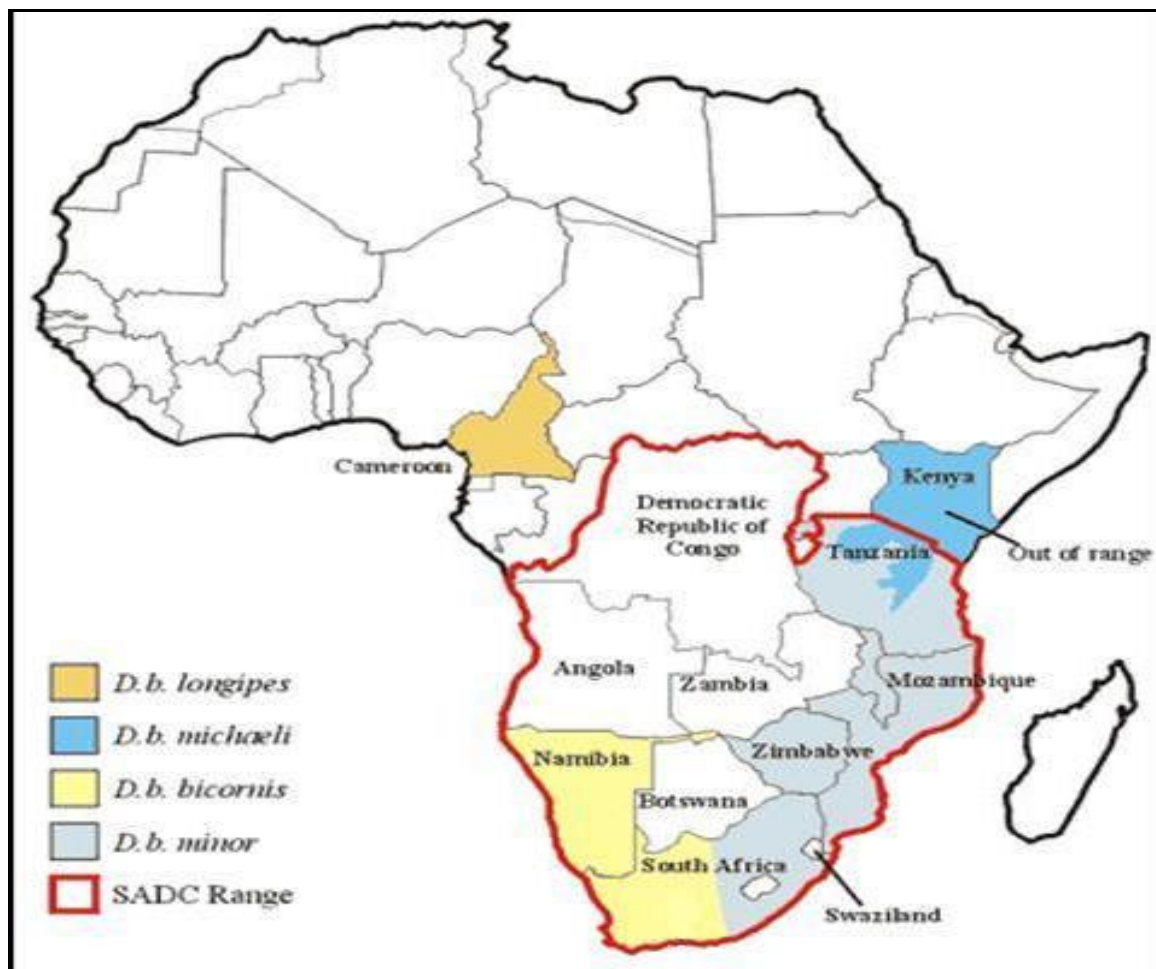 Cameroon
Kenya
Democratic
Republic of
Congo
Tanzania
Out of range
Angola
Zambia
Mozambique
Namibia
Zimbabwe
Botswana
South Africa
Swaziland
D.b. longipes
D.b. michaeli
D.b. bicornis
D.b. minor
SADC Range